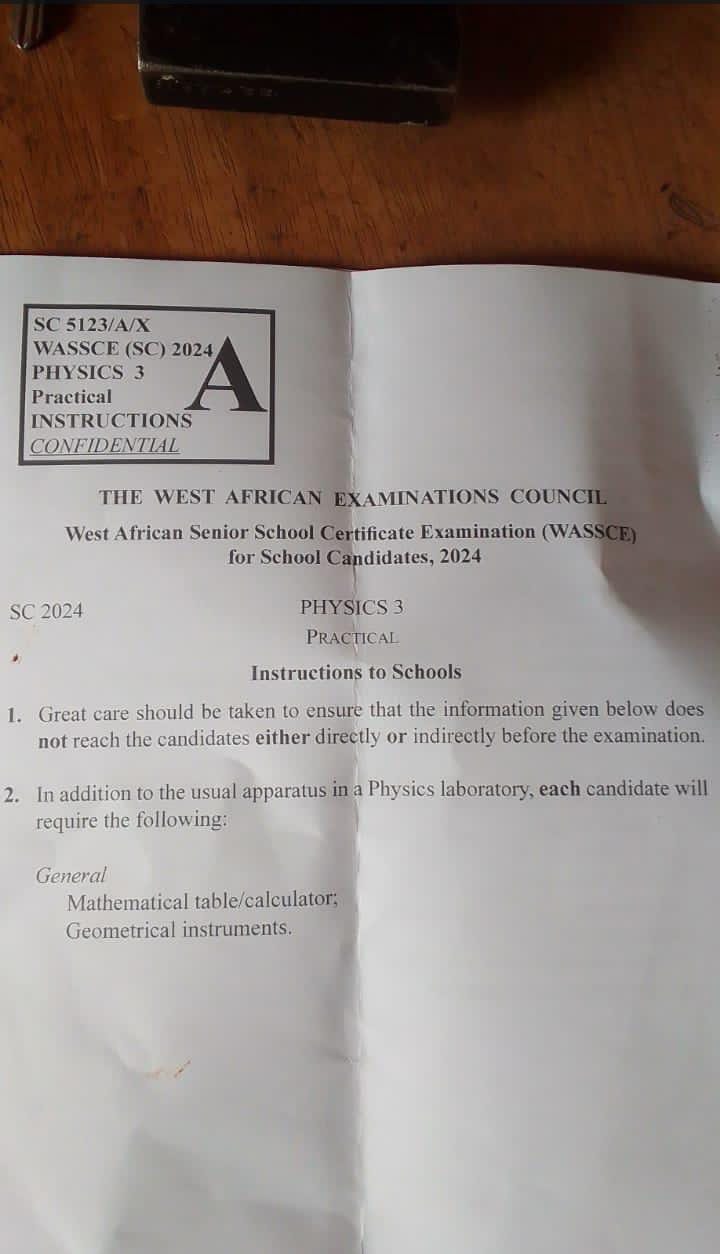 SC 5123/A/X
WASSCE (SC) 2024
PHYSICS 3
Practical
INSTRUCTIONS
CONFIDENTIAL
A
THE WEST AFRICAN EXAMINATIONS COUNCIL
West African Senior School Certificate Examination (WASSCE)
for School Candidates, 2024
SC 2024
PHYSICS 3
PRACTICAL
Instructions to Schools
1. Great care should be taken to ensure that the information given below does
not reach the candidates either directly or indirectly before the examination.
2. In addition to the usual apparatus in a Physics laboratory, each candidate will
require the following:
General
Mathematical table/calculator;
Geometrical instruments.